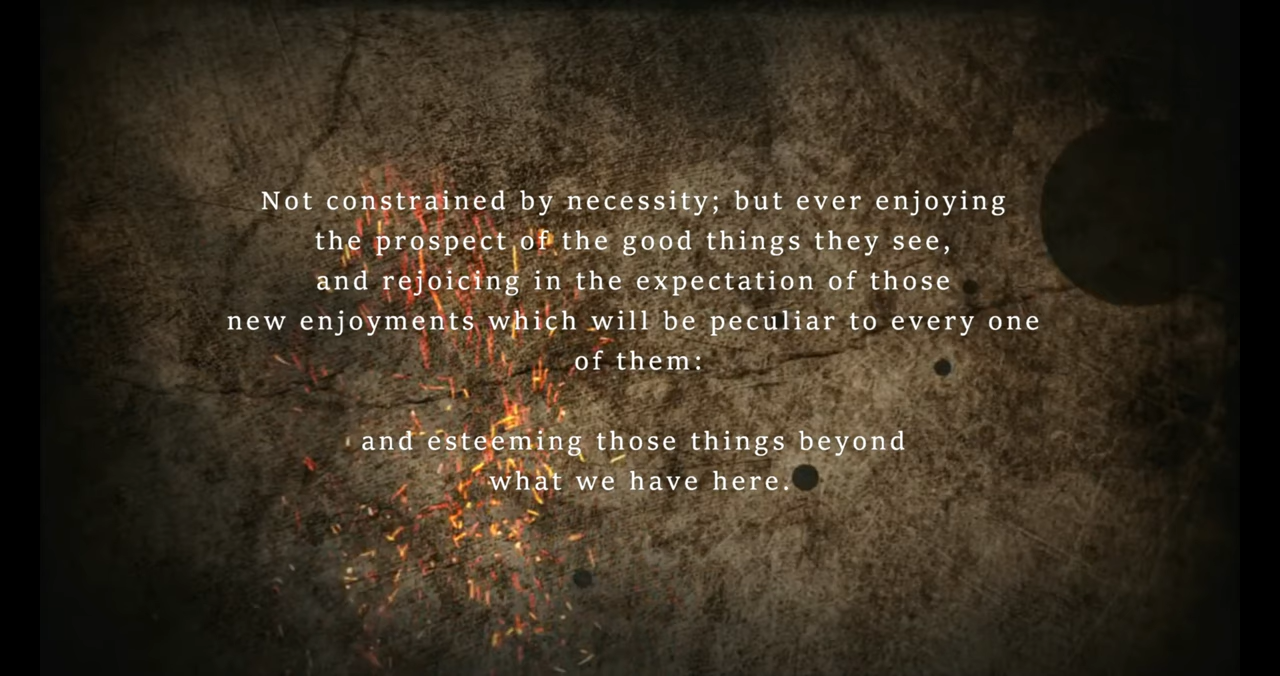 Not constrained by necessity; but ever enjoying
the prospect of the good things they see,
and rejoicing in the expectation of those
new enjoyments which will be peculiar to every one
of them:
and esteeming those things beyond
what we have here.